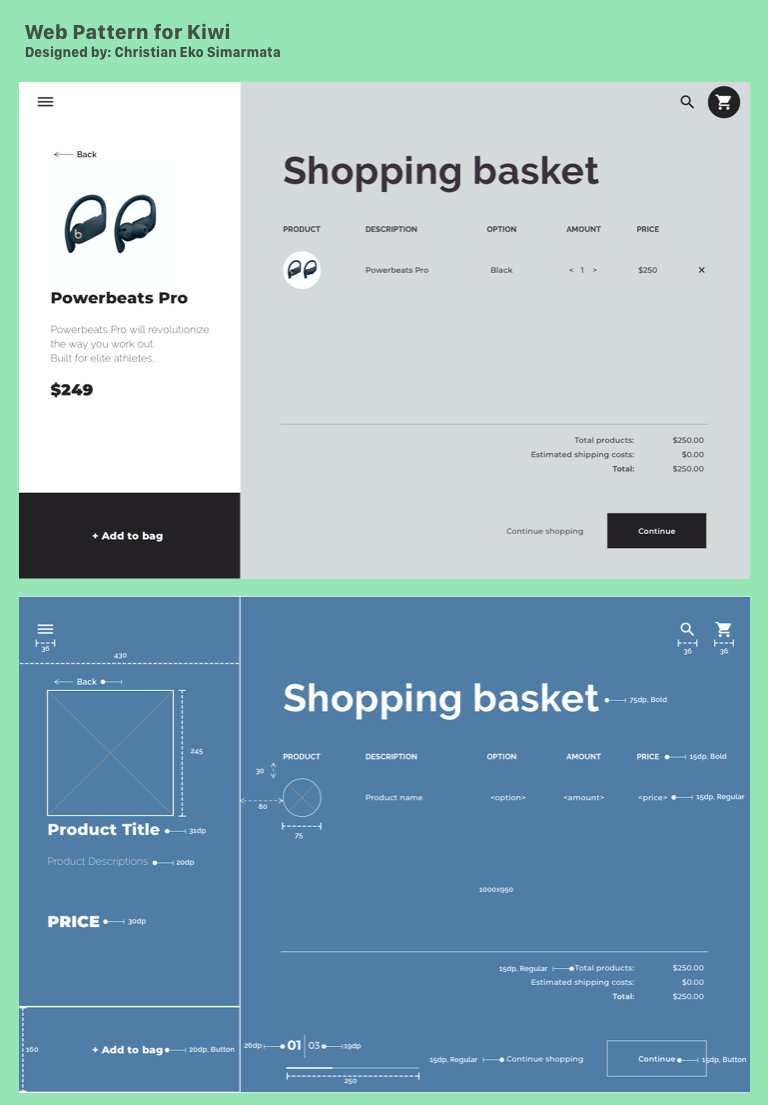 Web Pattern for Kiwi
Designed by: Christian Eko Simarmata
Back
b
Powerbeats Pro
Powerbeats Pro will revolutionize
the way you work out.
Built for elite athletes,
$249
+ Add to bag
Shopping basket
PRODUCT DESCRIPTION OPTION AMOUNT PRICE
Powerbeats Pro Black < 1 > $250 ×
Total products: $250.00
Estimated shipping costs: $0.00
Total: $250.00
Continue shopping Continue
36
430
Back
245
Product Title 31dp
Product Descriptions 20dp
PRICE 30dp
160
+ Add to bag 20dp, Button
36 36
Shopping basket 75dp, Bold
PRODUCT DESCRIPTION OPTION AMOUNT PRICE 15dp, Bold
30
Product name <option> <amount> <price> 15dp, Regular
80
75
1000x950
15dp, Regular Total products: $250.00
Estimated shipping costs: $0.00
Total: $250.00
26dp 01 03 19dp
250
15dp, Regular Continue shopping Continue 15dp, Button